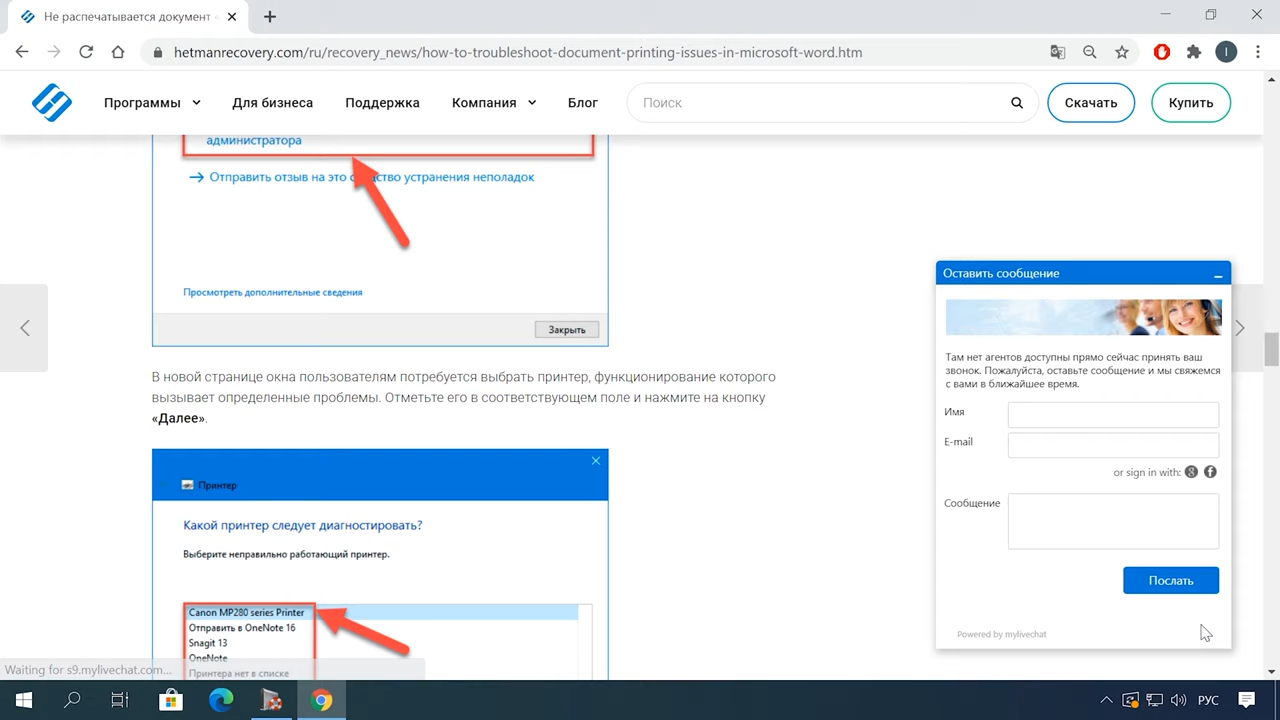 Не распечатывается документ
hetmanrecovery.com/ru/recovery_news/how-to-troubleshoot-document-printing-issues-in-microsoft-word.htm
I
Программы
Для бизнеса
Поддержка
Компания
Блог
Поиск
Скачать
Купить
администратора
Отправить отзыв на это средство устранения неполадок
Просмотреть дополнительные сведения
Закрыть
В новой странице окна пользователям потребуется выбрать принтер, функционирование которого
вызывает определенные проблемы. Отметьте его в соответствующем поле и нажмите на кнопку
«Далее».
Принтер
Какой принтер следует диагностировать?
Выберите неправильно работающий принтер.
Canon MP280 series Printer
Отправить в OneNote 16
Snagit 13
OneNote
Принтера нет в списке
Оставить сообщение
Там нет агентов доступны прямо сейчас принять ваш
звонок. Пожалуйста, оставьте сообщение и мы свяжемся
с вами в ближайшее время.
Имя
E-mail
or sign in with:
Сообщение
Послать
Powered by mylivechat
Waiting for s9.mylivechat.com...
РУС